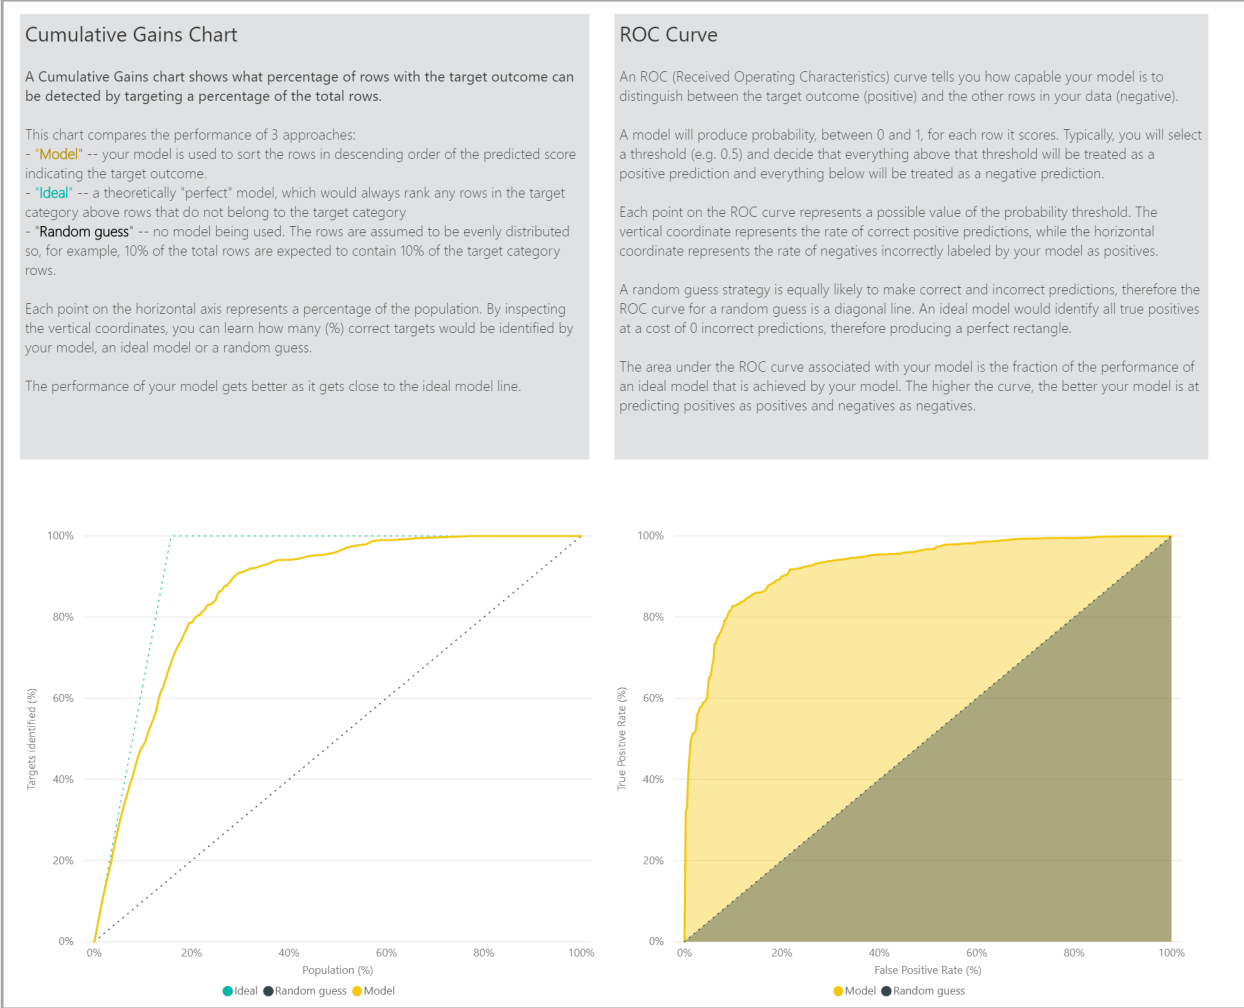 Cumulative Gains Chart
A Cumulative Gains chart shows what percentage of rows with the target outcome can
be detected by targeting a percentage of the total rows.
This chart compares the performance of 3 approaches:
- "Model" -- your model is used to sort the rows in descending order of the predicted score
indicating the target outcome.
- "Ideal" -- a theoretically "perfect" model, which would always rank any rows in the target
category above rows that do not belong to the target category
- "Random guess" -- no model being used. The rows are assumed to be evenly distributed
so, for example, 10% of the total rows are expected to contain 10% of the target category
rows.
Each point on the horizontal axis represents a percentage of the population. By inspecting
the vertical coordinates, you can learn how many (%) correct targets would be identified by
your model, an ideal model or a random guess.
The performance of your model gets better as it gets close to the ideal model line.
ROC Curve
An ROC (Received Operating Characteristics) curve tells you how capable your model is to
distinguish between the target outcome (positive) and the other rows in your data (negative).
A model will produce probability, between 0 and 1, for each row it scores. Typically, you will select
a threshold (e.g. 0.5) and decide that everything above that threshold will be treated as a
positive prediction and everything below will be treated as a negative prediction.
Each point on the ROC curve represents a possible value of the probability threshold. The
vertical coordinate represents the rate of correct positive predictions, while the horizontal
coordinate represents the rate of negatives incorrectly labeled by your model as positives.
A random guess strategy is equally likely to make correct and incorrect predictions, therefore the
ROC curve for a random guess is a diagonal line. An ideal model would identify all true positives
at a cost of 0 incorrect predictions, therefore producing a perfect rectangle.
The area under the ROC curve associated with your model is the fraction of the performance of
an ideal model that is achieved by your model. The higher the curve, the better your model is at
predicting positives as positives and negatives as negatives.
Targets identified (%)
100%
80%
60%
40%
20%
0%
0% 20% 40% 60% 80% 100%
Population (%)
Ideal Random guess Model
True Positive Rate (%)
100%
80%
60%
40%
20%
0%
0% 20% 40% 60% 80% 100%
False Positive Rate (%)
Model Random guess